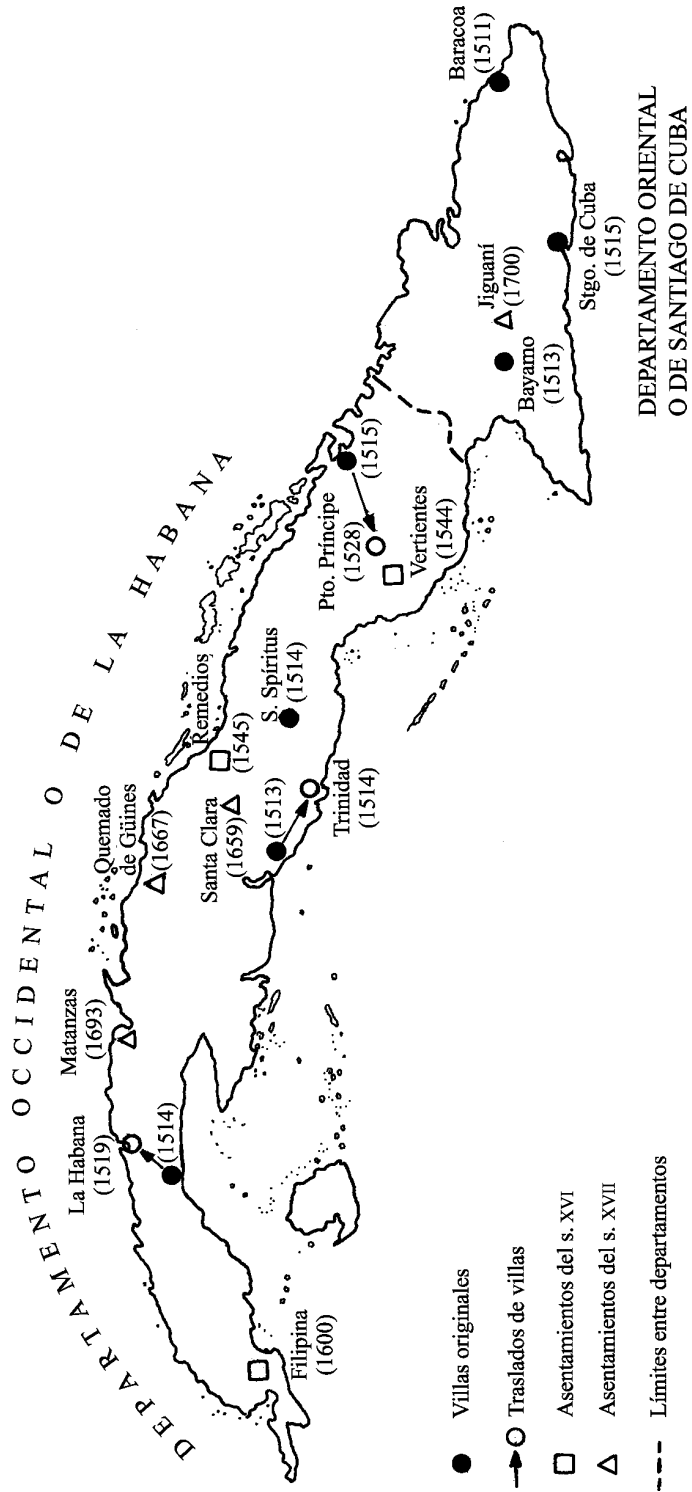 DEPARTAMENTO OCCIDENTAL O DE LA HABANA
La Habana
(1519)
(1514)
Matanzas
(1693)
Quemado
de Güines
(1667)
Santa Clara
(1659)
(1513)
Trinidad
(1514)
Remedios
(1545)
S. Spíritus
(1514)
Pto. Príncipe
(1528)
(1515)
Vertientes
(1544)
Bayamo
(1513)
Jiguaní
(1700)
Baracoa
(1511)
Stgo. de Cuba
(1515)
Filipina
(1600)
DEPARTAMENTO ORIENTAL
O DE SANTIAGO DE CUBA
Villas originales
Traslados de villas
Asentamientos del s. XVI
Asentamientos del s. XVII
Límites entre departamentos